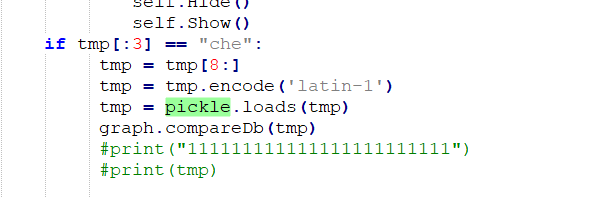 self.Hide()
self.Show()
if tmp[:3] == "che":
tmp = tmp[8:]
tmp = tmp.encode('latin-1')
tmp = pickle.loads(tmp)
graph.compareDb(tmp)
#print("111111111111111111111111")
#print(tmp)